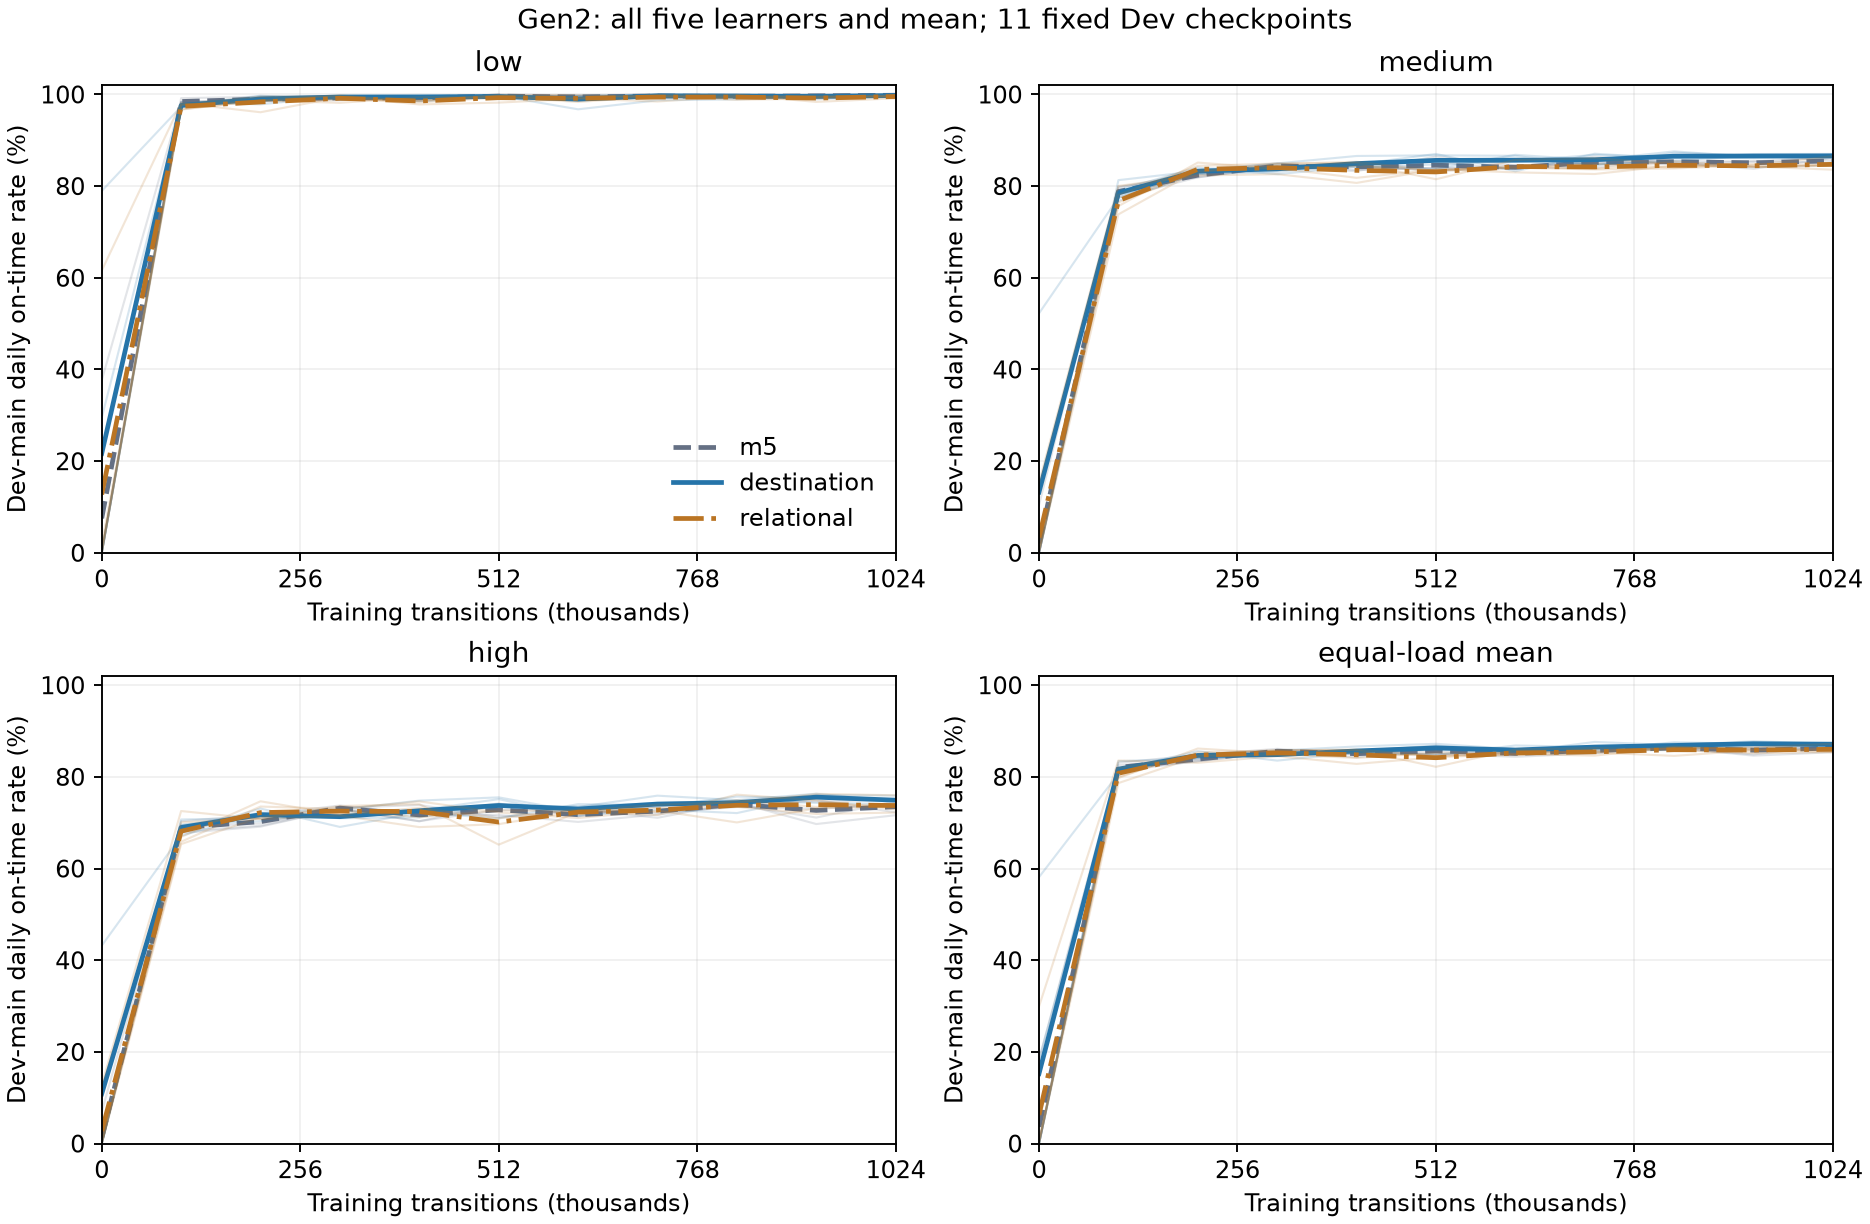 Gen2: all five learners and mean; 11 fixed Dev checkpoints
low
Dev-main daily on-time rate (%)
100
80
60
40
20
0
m5
destination
relational
0 256 512 768 1024
Training transitions (thousands)
medium
Dev-main daily on-time rate (%)
100
80
60
40
20
0
0 256 512 768 1024
Training transitions (thousands)
high
Dev-main daily on-time rate (%)
100
80
60
40
20
0
0 256 512 768 1024
Training transitions (thousands)
equal-load mean
Dev-main daily on-time rate (%)
100
80
60
40
20
0
0 256 512 768 1024
Training transitions (thousands)